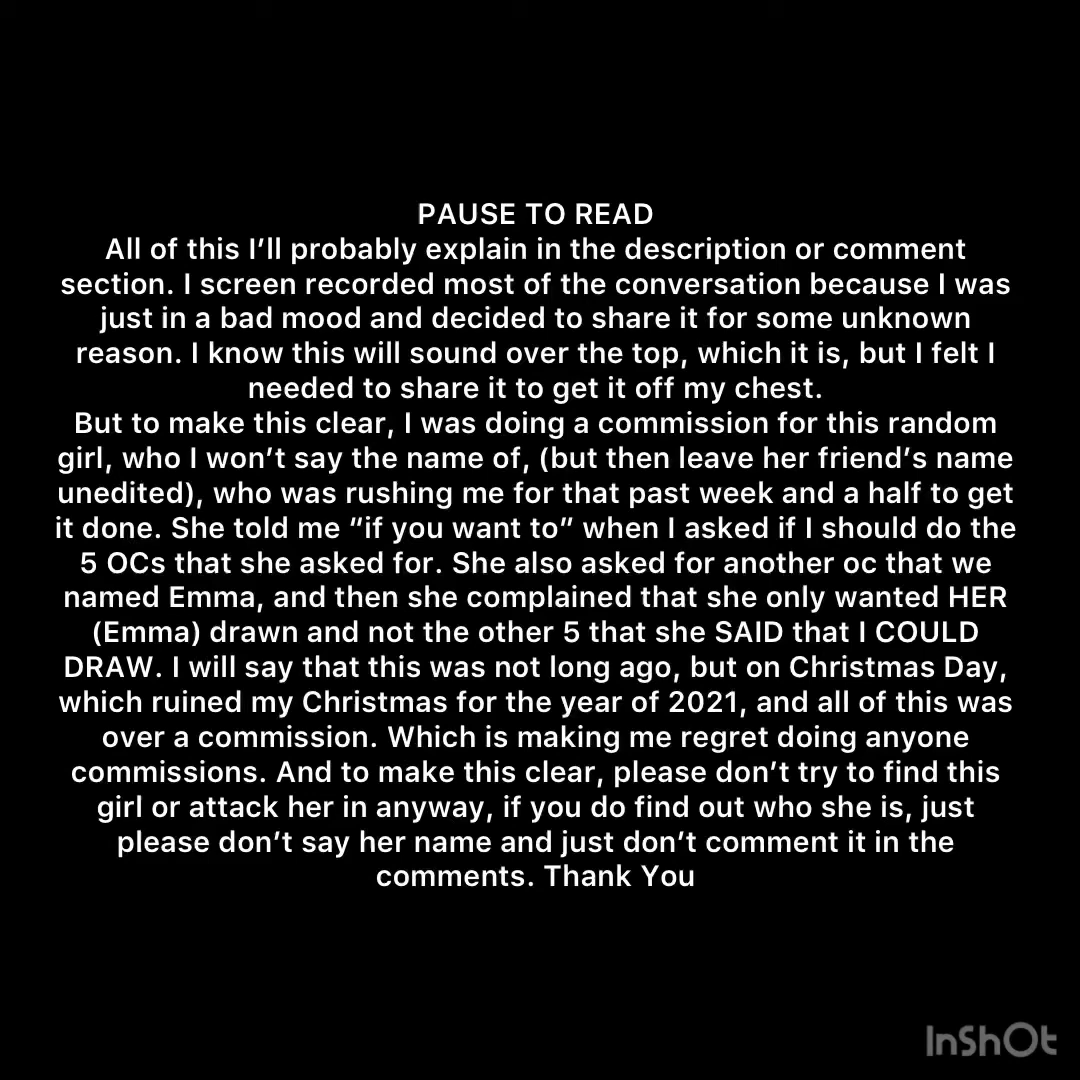 PAUSE TO READ
All of this I’ll probably explain in the description or comment
section. I screen recorded most of the conversation because I was
just in a bad mood and decided to share it for some unknown
reason. I know this will sound over the top, which it is, but I felt I
needed to share it to get it off my chest.
But to make this clear, I was doing a commission for this random
girl, who I won’t say the name of, (but then leave her friend’s name
unedited), who was rushing me for that past week and a half to get
it done. She told me “if you want to” when I asked if I should do the
5 OCs that she asked for. She also asked for another oc that we
named Emma, and then she complained that she only wanted HER
(Emma) drawn and not the other 5 that she SAID that I COULD
DRAW. I will say that this was not long ago, but on Christmas Day,
which ruined my Christmas for the year of 2021, and all of this was
over a commission. Which is making me regret doing anyone
commissions. And to make this clear, please don’t try to find this
girl or attack her in anyway, if you do find out who she is, just
please don’t say her name and just don’t comment it in the
comments. Thank You
InShOt